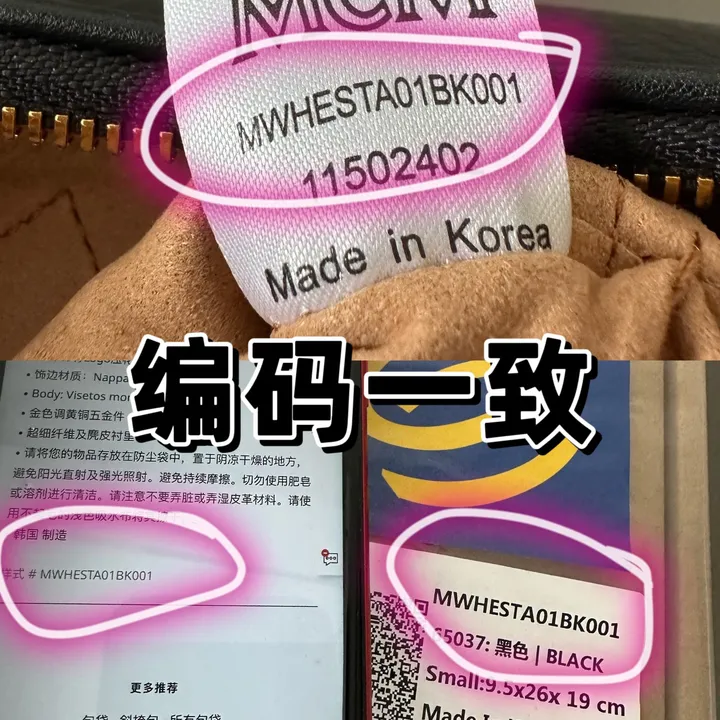 MCM
MWHESTA01BK001
11502402
Made in Korea
编码一致
• 饰边材质：Nappa
• Body: Visetos
• 金色调黄铜五金件
• 超细纤维及麂皮衬里
• 请将您的物品存放在防尘袋中，置于阴凉干燥的地方，
避免阳光直射及强光照射。避免持续摩擦。切勿使用肥皂
或溶剂进行清洁。请注意不要弄脏或弄湿皮革材料。请使
韩国 制造
样式 # MWHESTA01BK001
更多推荐
MWHESTA01BK001
65037: 黑色 | BLACK
Small:9.5x26x 19 cm
Made